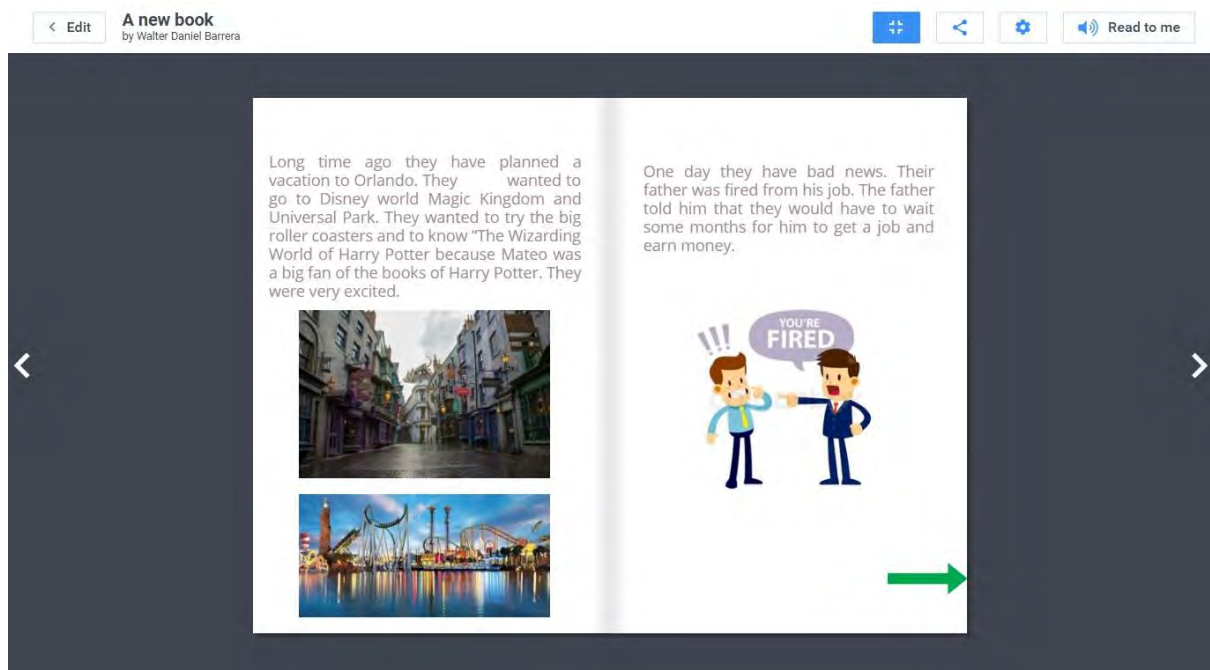 Edit
A new book
by Walter Daniel Barrera
Read to me
Long time ago they have planned a
vacation to Orlando. They wanted to
go to Disney world Magic Kingdom and
Universal Park. They wanted to try the big
roller coasters and to know “The Wizarding
World of Harry Potter because Mateo was
a big fan of the books of Harry Potter. They
were very excited.
One day they have bad news. Their
father was fired from his job. The father
told him that they would have to wait
some months for him to get a job and
earn money.
!!!
YOU'RE
FIRED